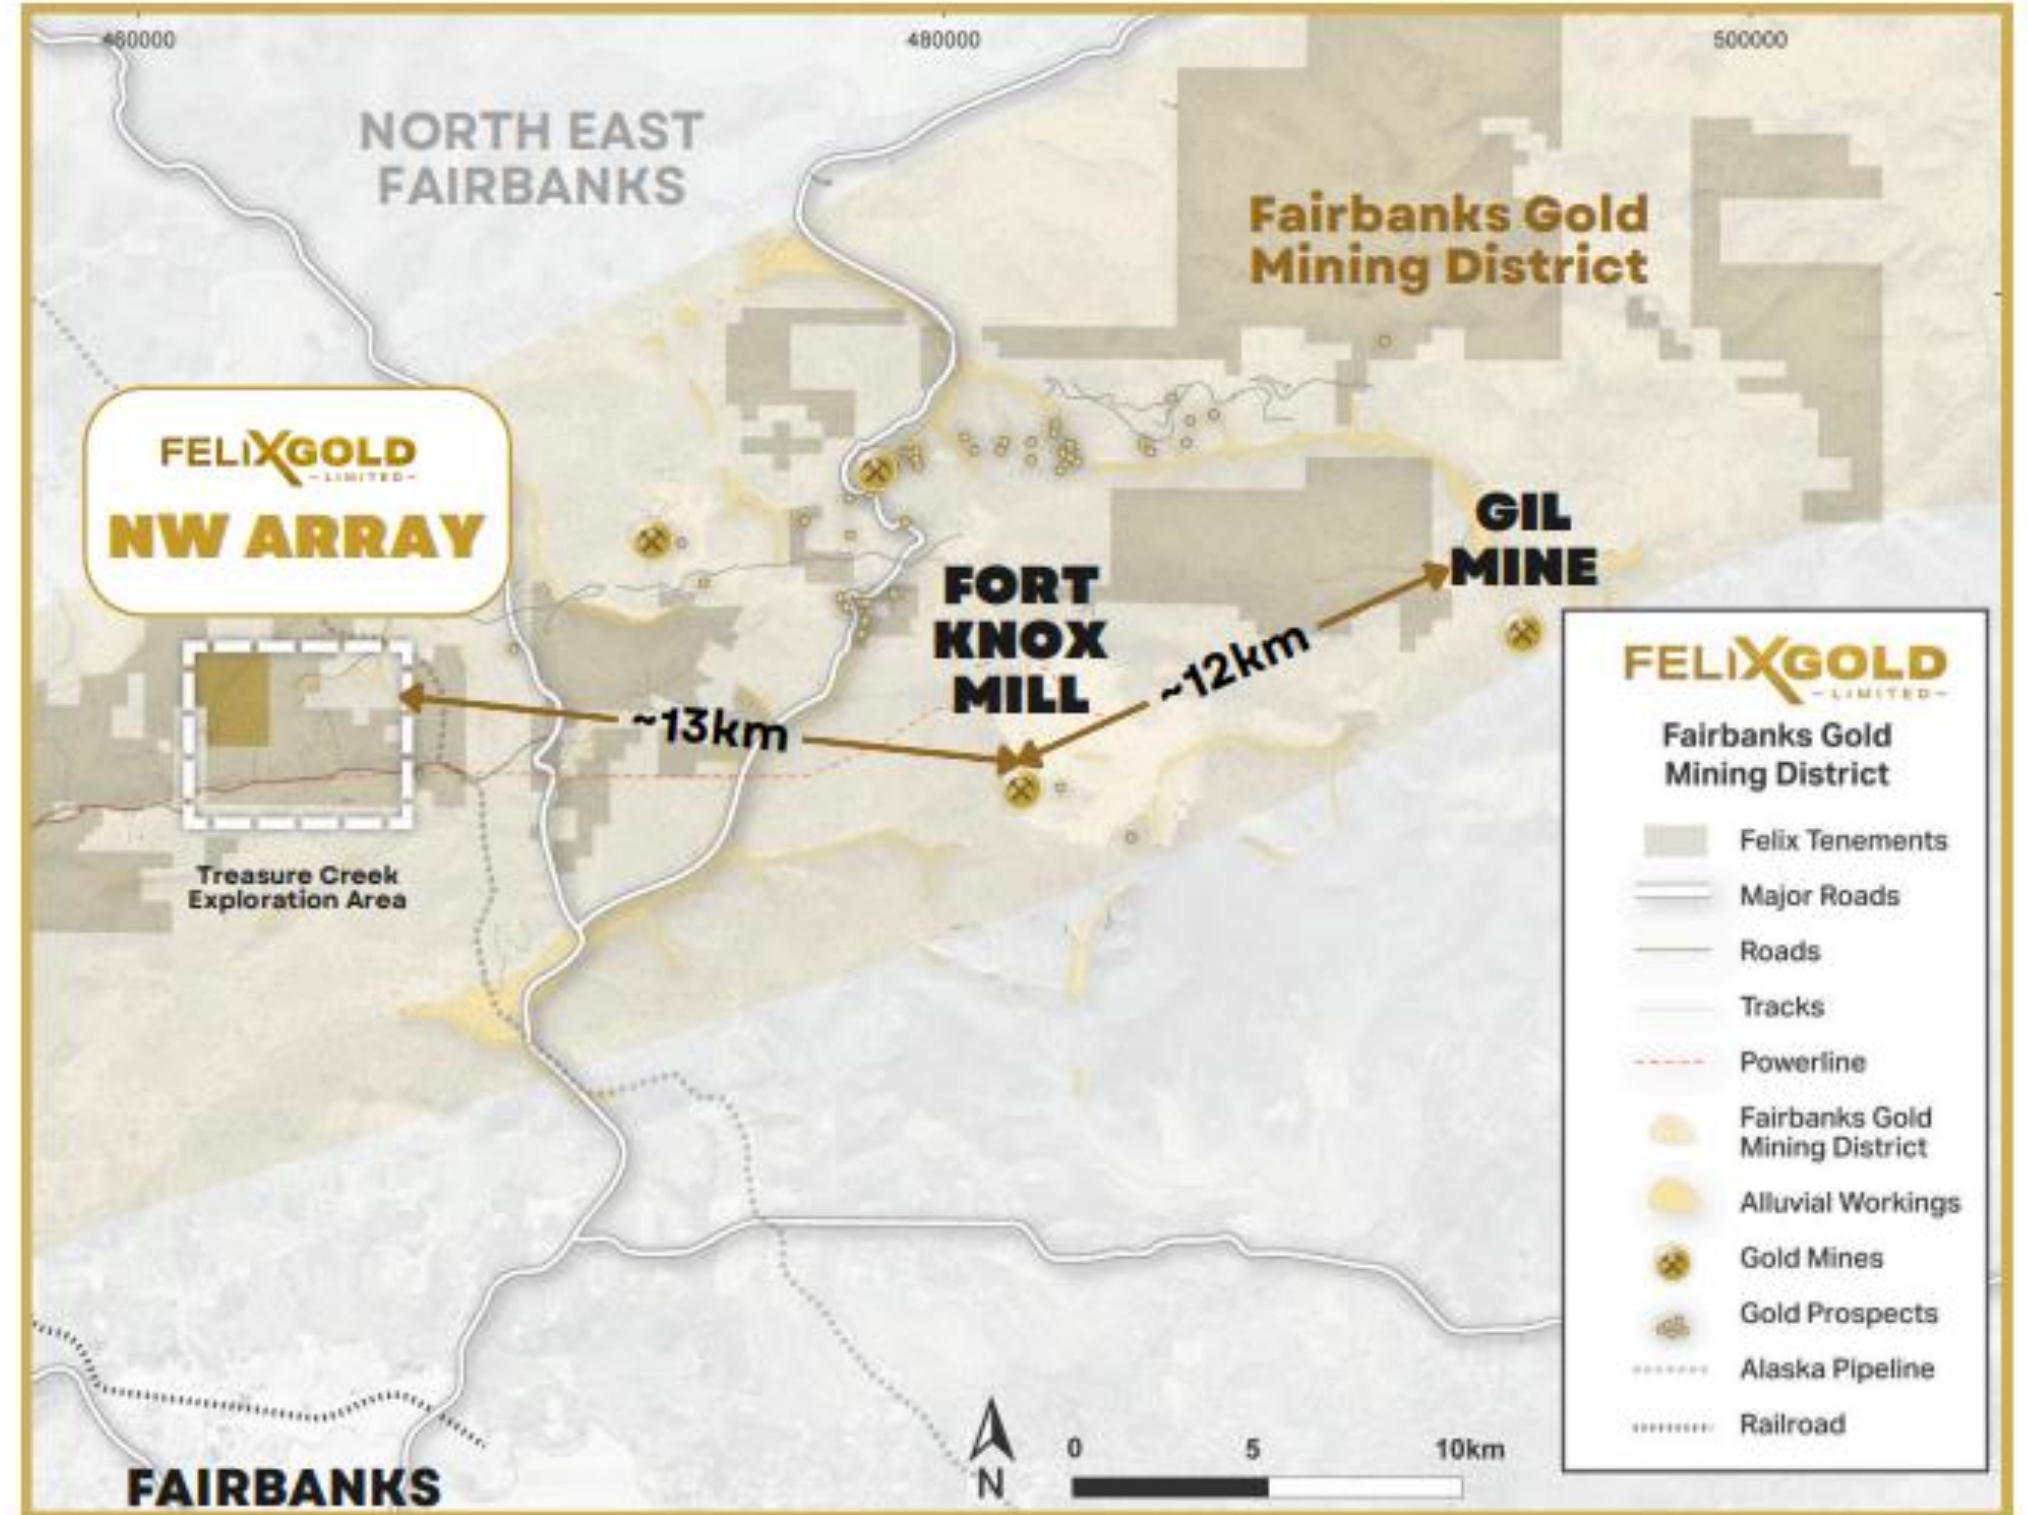 460000
480000
500000
NORTH EAST
FAIRBANKS
Fairbanks Gold
Mining District
FELIXGOLD
LIMITED
NW ARRAY
GIL
MINE
FORT
KNOX
MILL
~12km
~13km
Treasure Creek
Exploration Area
FELIXGOLD
LIMITED
Fairbanks Gold
Mining District
Felix Tenements
Major Roads
Roads
Tracks
Powerline
Fairbanks Gold
Mining District
Alluvial Workings
Gold Mines
Gold Prospects
Alaska Pipeline
Railroad
N
0 5 10km
FAIRBANKS